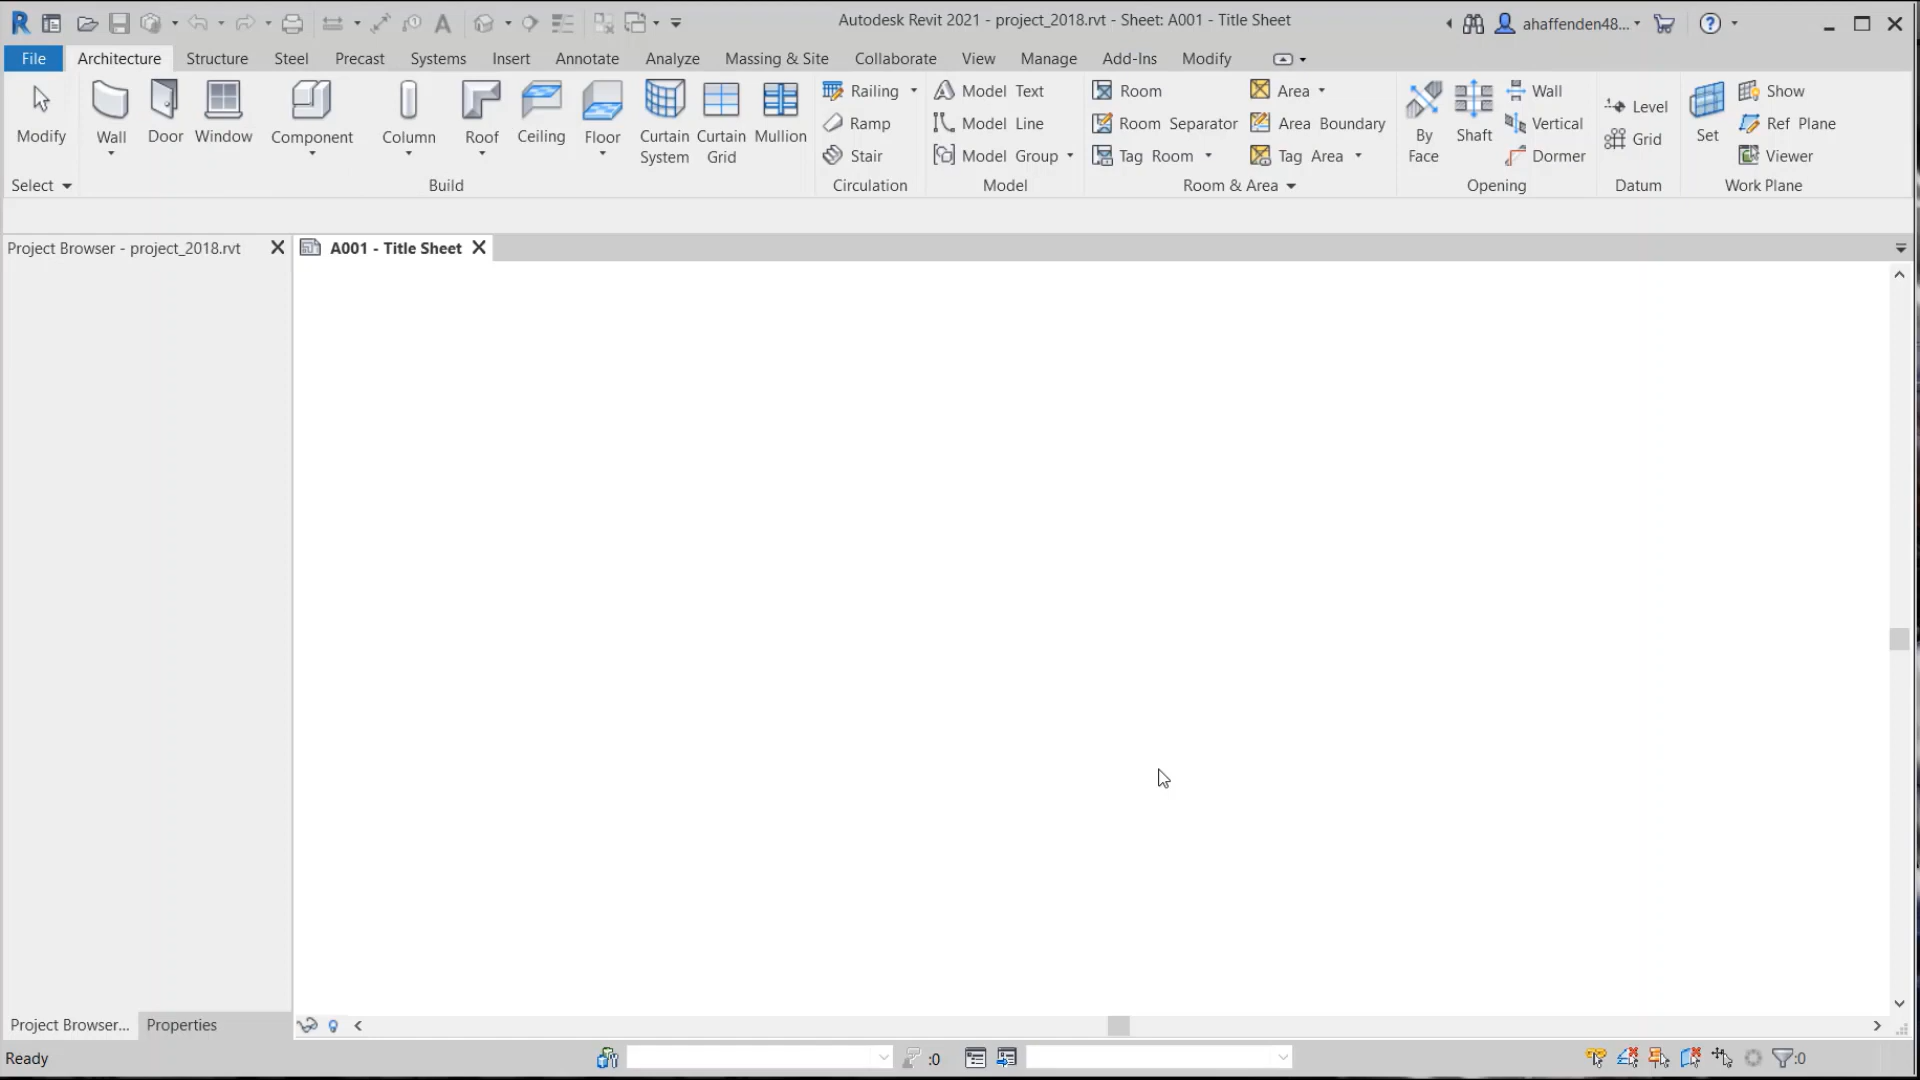 Autodesk Revit 2021 - project_2018.rvt - Sheet: A001 - Title Sheet
ahaffenden48...
File Architecture Structure Steel Precast Systems Insert Annotate Analyze Massing & Site Collaborate View Manage Add-Ins Modify
Railing Model Text Room Area Wall Show
Modify Wall Door Window Component Column Roof Ceiling Floor Curtain System Curtain Grid Mullion Ramp Model Line Room Separator Area Boundary By Face Shaft Vertical Level Grid Set Ref Plane
Stair Model Group Tag Room Tag Area Dormer Viewer
Select Build Circulation Model Room & Area Opening Datum Work Plane
Project Browser - project_2018.rvt A001 - Title Sheet
Project Browser... Properties
Ready :0 :0